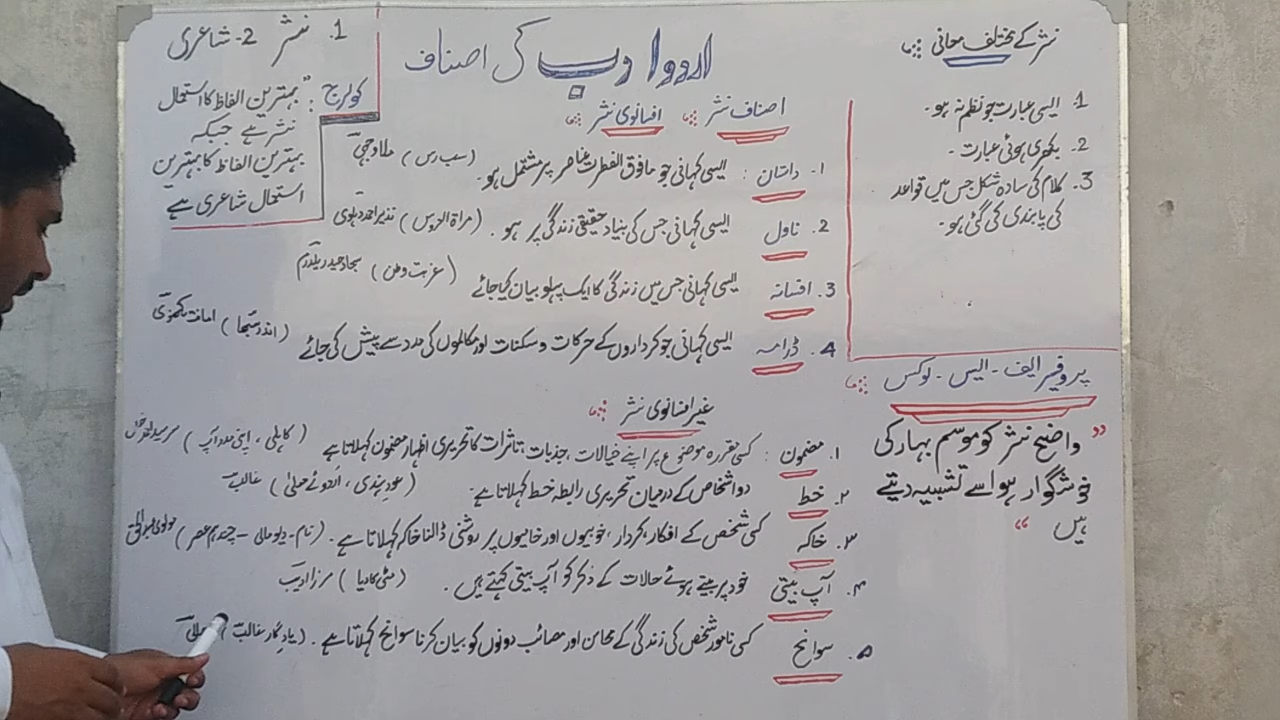 اردو ادب کی اصناف
1. نثر 2- شاعری
کولرج : "بہترین الفاظ کا استعمال
نثر ہے جبکہ
بہترین الفاظ کا بہترین
استعمال شاعری ہے
نثر کے مختلف معانی
1. ایسی عبارت جو نظم نہ ہو۔
2. بکھری ہوئی عبارت۔
3. کلام کی سادہ شکل جس میں قواعد
کی پابندی کی گئی ہو۔
پروفیسر ایف - ایس - لوکس
" واضح نثر کو موسم بہار کی
خوشگوار ہوا سے تشبیہ دیتے
ہیں "
اصناف نثر افسانوی نثر
1. داستان : ایسی کہانی جو مافوق الفطرت عناصر پر مشتمل ہو۔ (سب رس) ملا وجہی
2. ناول ایسی کہانی جس کی بنیاد حقیقی زندگی پر ہو ۔ (مراۃ العروس) نذیر احمد دہلوی
3. افسانہ ایسی کہانی جس میں زندگی کا ایک پہلو بیان کیا جائے (غربت وطن) سجاد حیدر یلدرم
4. ڈرامہ ایسی کہانی جو کرداروں کے حرکات و سکنات اور مکالموں کی مدد سے پیش کی جائے (اندر سبھا) امانت لکھنوی
غیر افسانوی نثر
1. مضمون : کسی مقررہ موضوع پر اپنے خیالات ، جذبات ، تاثرات کا تحریری اظہار مضمون کہلاتا ہے (کاہلی ، اپنی مدد آپ) سرسید احمد خاں
۲. خط دو اشخاص کے درمیان تحریری رابطہ خط کہلاتا ہے۔ (عود ہندی ، اردوئے معلیٰ) غالب
۳. خاکہ کسی شخص کے افکار ، کردار ، خوبیوں اور خامیوں پر روشنی ڈالنا خاکہ کہلاتا ہے . (نام دیو مالی - چند ہم عصر) مولوی عبدالحق
۴. آپ بیتی خود پر بیتے ہوئے حالات کے ذکر کو آپ بیتی کہتے ہیں . (مٹی کا دیا) مرزا ادیب
۵. سوانح کسی نامور شخص کی زندگی کے محاسن اور مصائب دونوں کو بیان کرنا سوانح کہلاتا ہے . (یادگار غالب